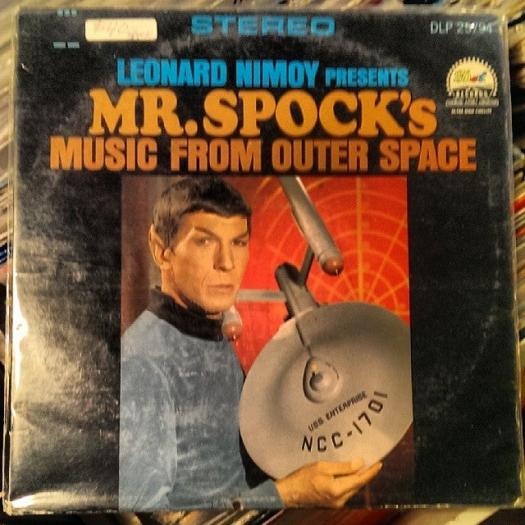 STEREO
DLP 25794
LEONARD NIMOY PRESENTS
MR. SPOCK's
MUSIC FROM OUTER SPACE
USS ENTERPRISE
NCC-1701